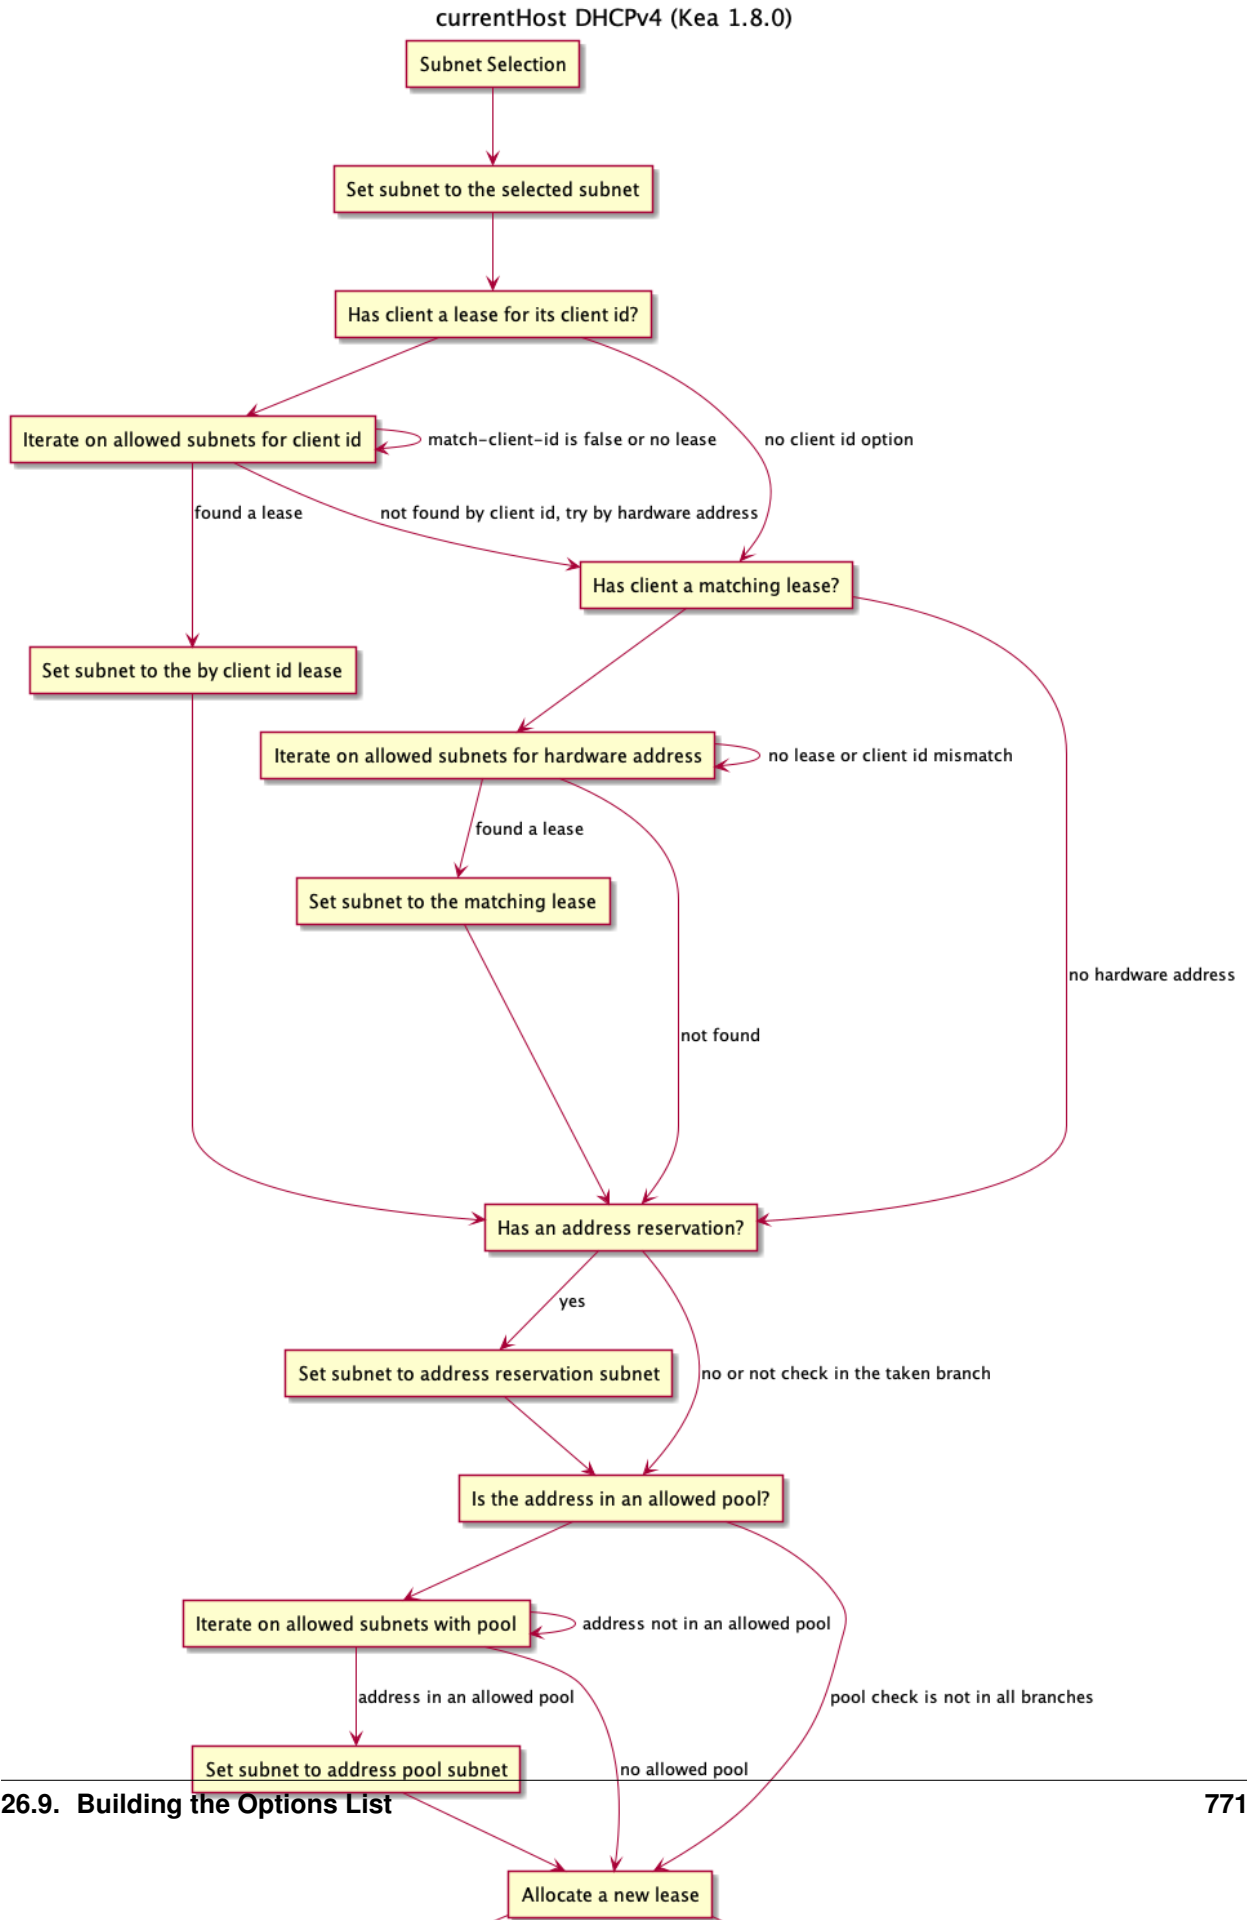 currentHost DHCPv4 (Kea 1.8.0)
Subnet Selection
Set subnet to the selected subnet
Has client a lease for its client id?
Iterate on allowed subnets for client id
match-client-id is false or no lease
no client id option
found a lease
not found by client id, try by hardware address
Has client a matching lease?
Set subnet to the by client id lease
Iterate on allowed subnets for hardware address
no lease or client id mismatch
found a lease
Set subnet to the matching lease
no hardware address
not found
Has an address reservation?
yes
Set subnet to address reservation subnet
no or not check in the taken branch
Is the address in an allowed pool?
Iterate on allowed subnets with pool
address not in an allowed pool
address in an allowed pool
pool check is not in all branches
Set subnet to address pool subnet
no allowed pool
26.9. Building the Options List
771
Allocate a new lease